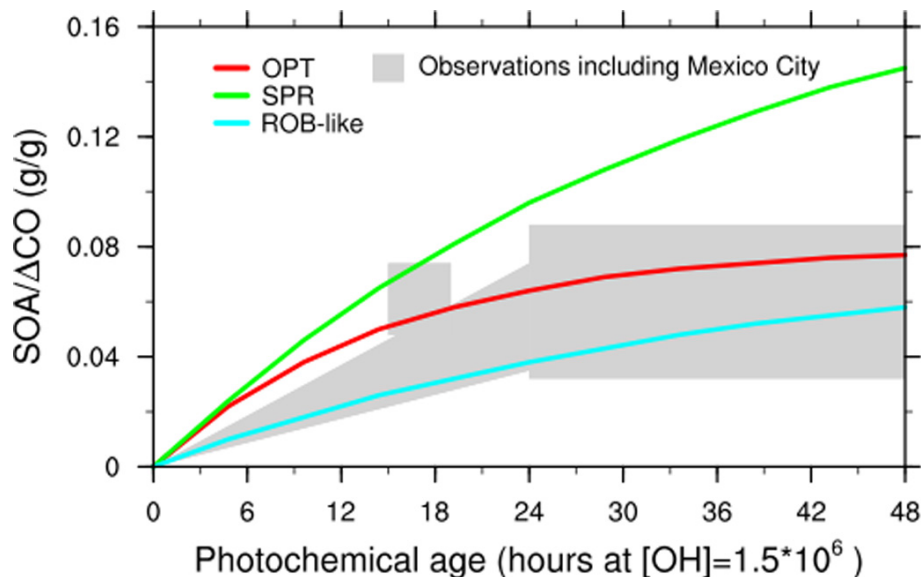 0.16
0.12
0.08
0.04
0
SOA/ΔCO (g/g)
OPT
SPR
ROB-like
Observations including Mexico City
0 6 12 18 24 30 36 42 48
Photochemical age (hours at [OH]=1.5*10⁶ )